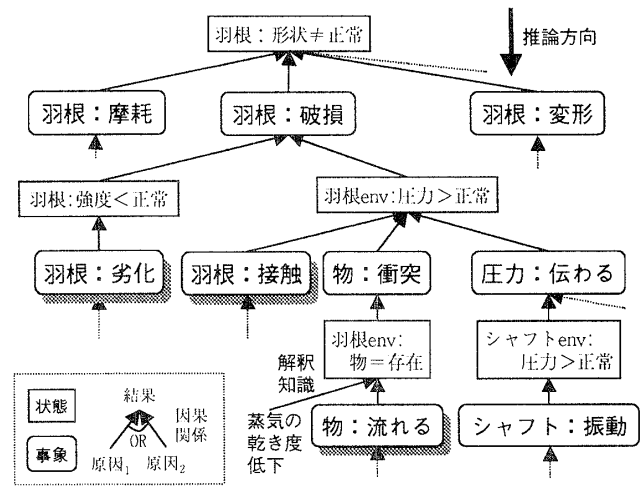 羽根：形状≠正常
推論方向
羽根：摩耗
羽根：破損
羽根：変形
羽根:強度＜正常
羽根env:圧力＞正常
羽根：劣化
羽根：接触
物：衝突
圧力：伝わる
羽根env:
物＝存在
シャフトenv:
圧力＞正常
解釈
知識
蒸気の
乾き度
低下
物：流れる
シャフト：振動
状態
事象
結果
因果
関係
OR
原因1
原因2